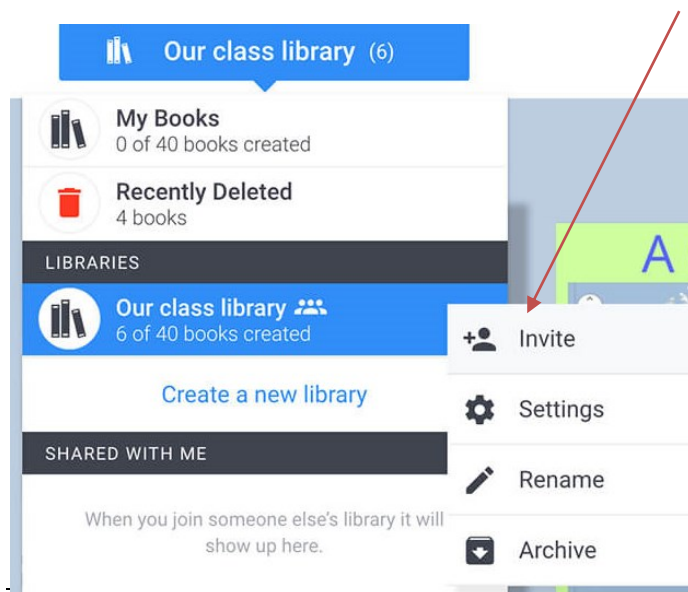 Our class library (6)
My Books
0 of 40 books created
Recently Deleted
4 books
LIBRARIES
Our class library
6 of 40 books created
Create a new library
SHARED WITH ME
When you join someone else's library it will
show up here.
A
Invite
Settings
Rename
Archive